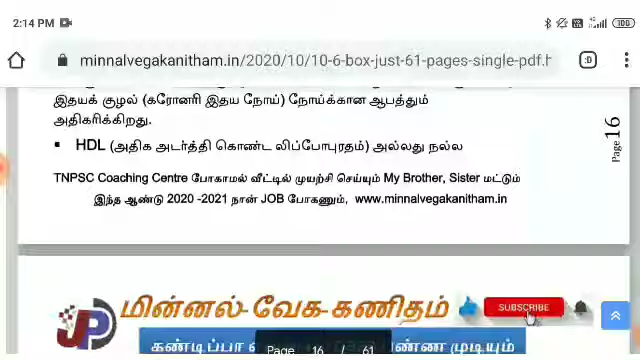 2:14 PM
minnalvegakanitham.in/2020/10/10-6-box-just-61-pages-single-pdf.h
இதயக் குழல் (கரோனரி இதய நோய்) நோய்க்கான ஆபத்தும்
அதிகரிக்கிறது.
▪ HDL (அதிக அடர்த்தி கொண்ட லிப்போபுரதம்) அல்லது நல்ல
Page 16
TNPSC Coaching Centre போகாமல் வீட்டில் முயற்சி செய்யும் My Brother, Sister மட்டும்
இந்த ஆண்டு 2020 -2021 நான் JOB போகணும், www.minnalvegakanitham.in
மின்னல்-வேக-கணிதம்
SUBSCRIBE
கண்டிப்பா
Page 16 / 61
பண்ண முடியும்